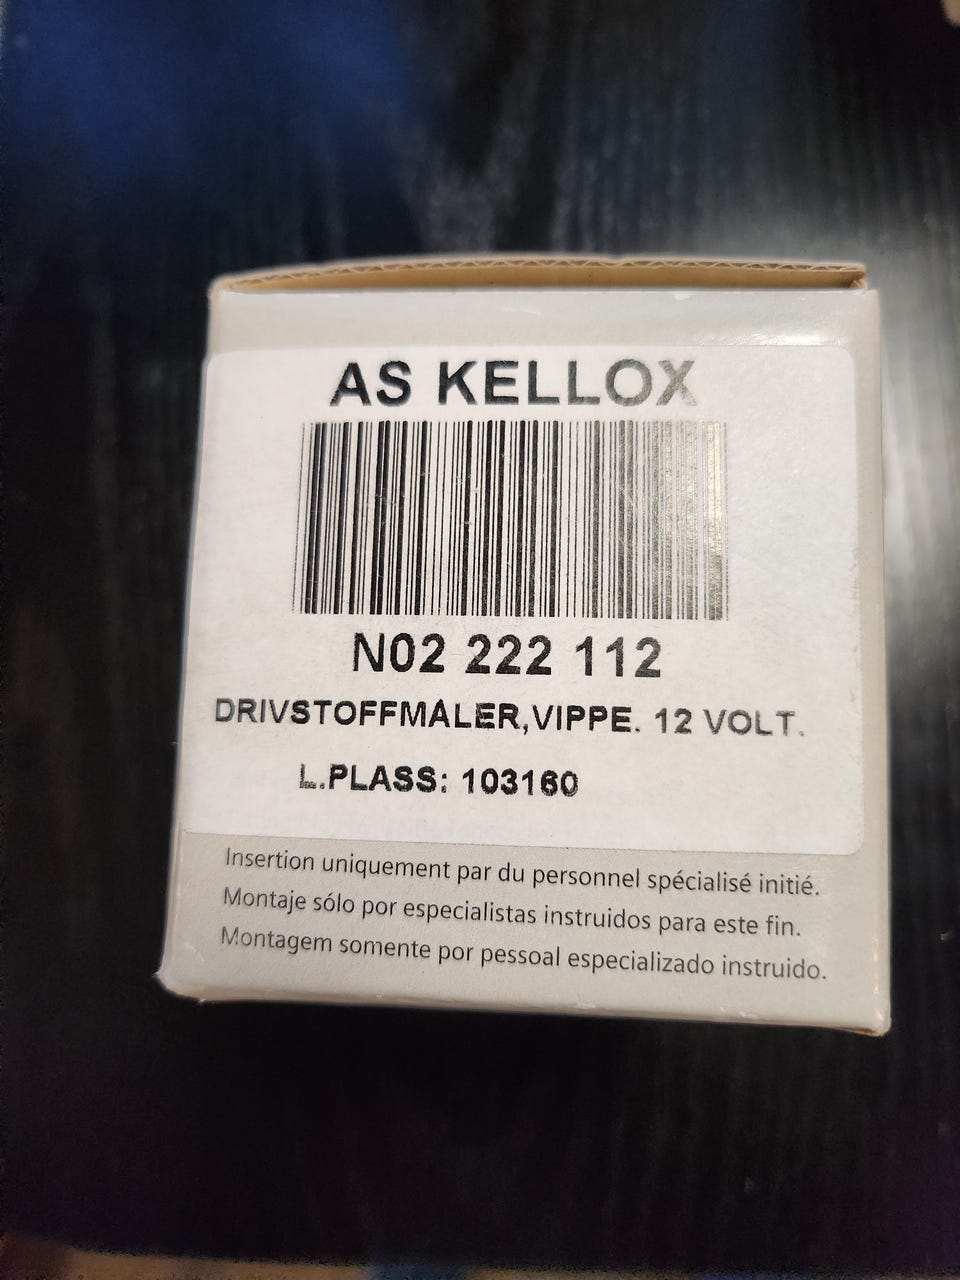 AS KELLOX
N02 222 112
DRIVSTOFFMÅLER,VIPPE. 12 VOLT.
L.PLASS: 103160
Insertion uniquement par du personnel spécialisé initié.
Montaje sólo por especialistas instruidos para este fin.
Montagem somente por pessoal especializado instruido.